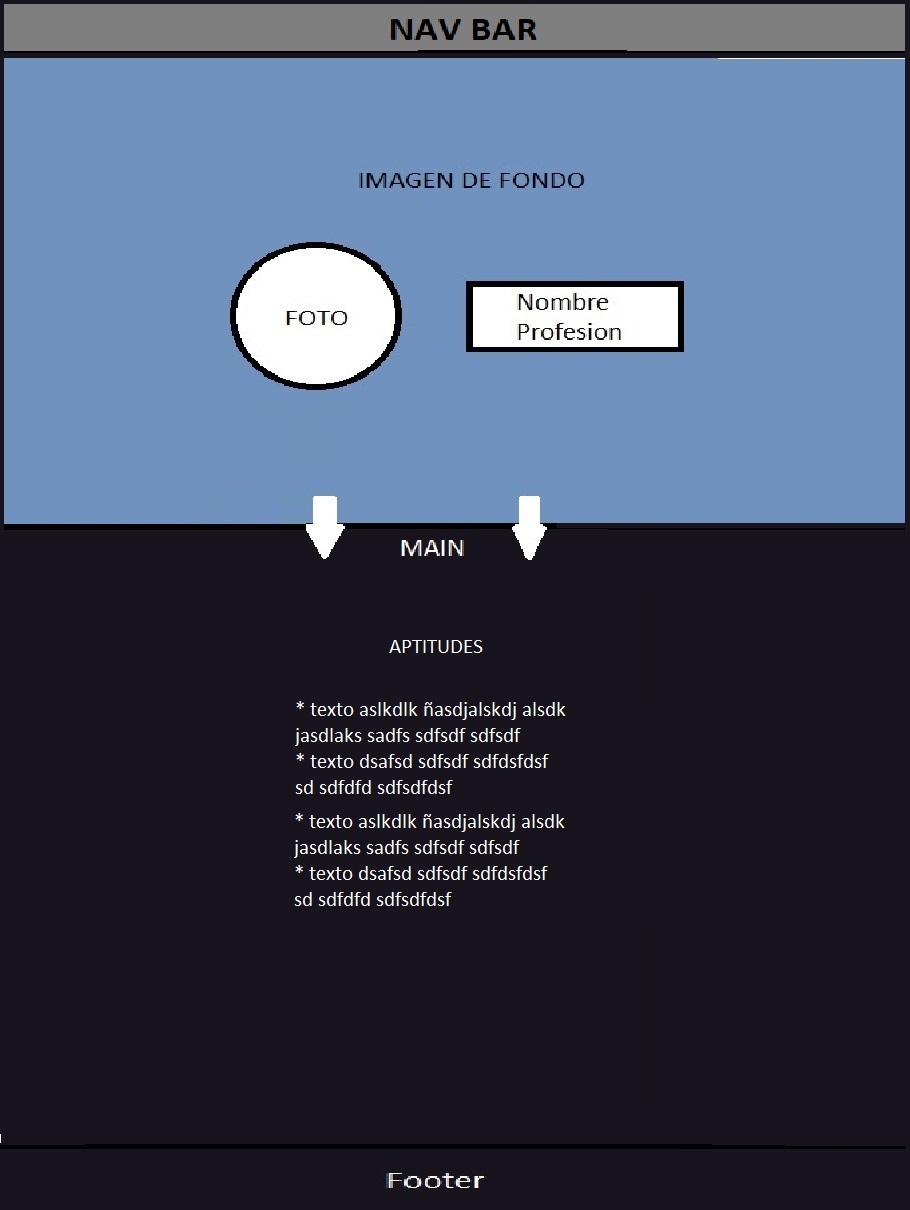 NAV BAR
IMAGEN DE FONDO
FOTO
Nombre
Profesion
MAIN
APTITUDES
* texto aslkdlk ñasdjalskdj alsdk
jasdlaks sadfs sdfsdf sdfsdf
* texto dsafsd sdfsdf sdfdsfdsf
sd sdfdfd sdfsdfdsf
* texto aslkdlk ñasdjalskdj alsdk
jasdlaks sadfs sdfsdf sdfsdf
* texto dsafsd sdfsdf sdfdsfdsf
sd sdfdfd sdfsdfdsf
Footer